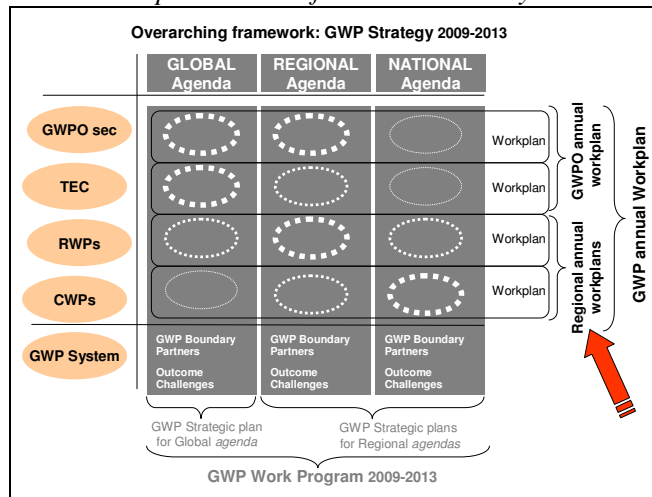 Overarching framework: GWP Strategy 2009-2013
GLOBAL
Agenda
REGIONAL
Agenda
NATIONAL
Agenda
GWPO sec
Workplan
TEC
Workplan
RWPs
Workplan
CWPs
Workplan
GWPO annual
workplan
Regional annual
workplans
GWP annual Workplan
GWP System
GWP Boundary
Partners
Outcome
Challenges
GWP Boundary
Partners
Outcome
Challenges
GWP Boundary
Partners
Outcome
Challenges
GWP Strategic plan
for Global agenda
GWP Strategic plans
for Regional agendas
GWP Work Program 2009-2013